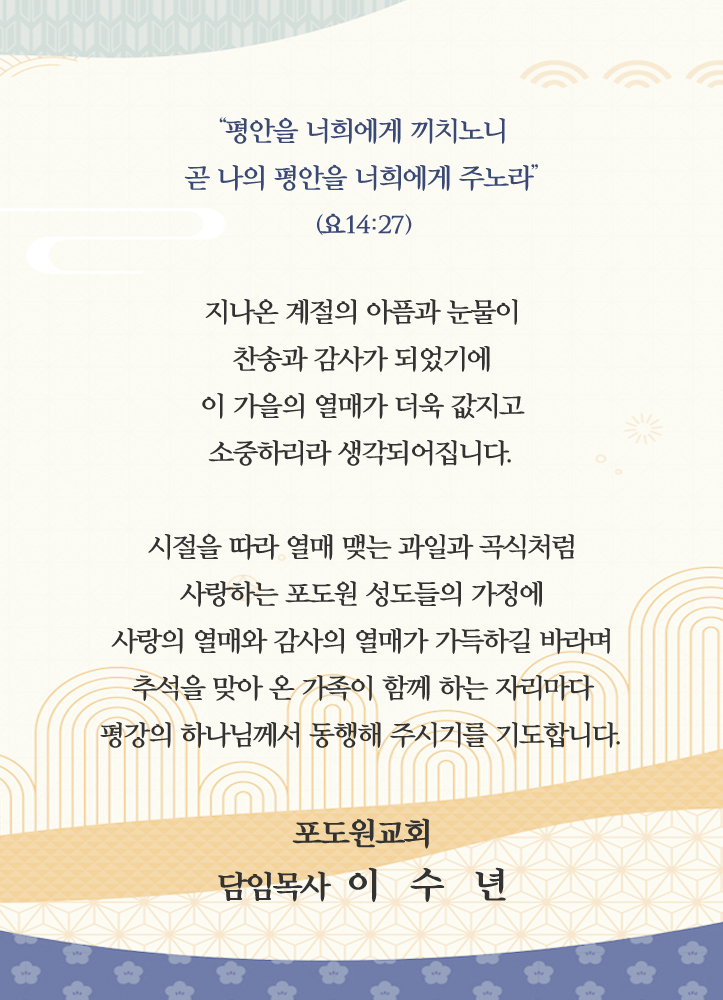 “평안을 너희에게 끼치노니
곧 나의 평안을 너희에게 주노라”
(요14:27)
지나온 계절의 아픔과 눈물이
찬송과 감사가 되었기에
이 가을의 열매가 더욱 값지고
소중하리라 생각되어집니다.
시절을 따라 열매 맺는 과일과 곡식처럼
사랑하는 포도원 성도들의 가정에
사랑의 열매와 감사의 열매가 가득하길 바라며
추석을 맞아 온 가족이 함께 하는 자리마다
평강의 하나님께서 동행해 주시기를 기도합니다.
포도원교회
담임목사 이 수 년